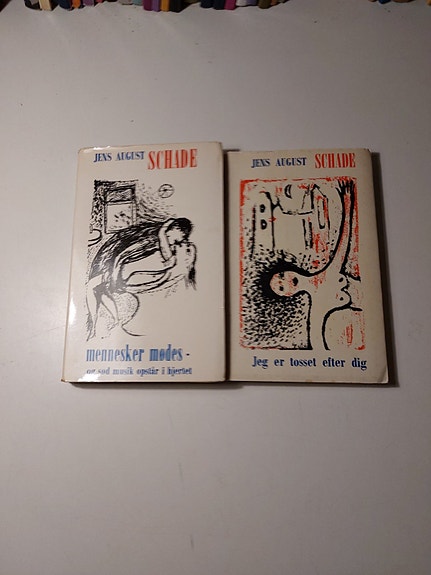 JENS AUGUST SCHADE
mennesker mødes -
og sød musik opstår i hjertet
JENS AUGUST SCHADE
Jeg er tosset efter dig